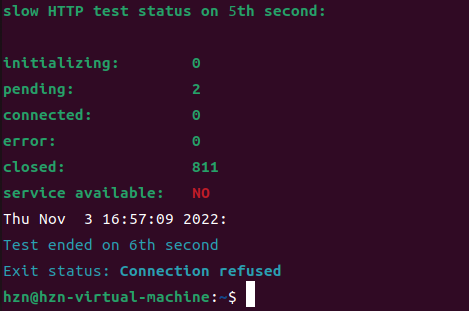 slow HTTP test status on 5th second:
initializing: 0
pending: 2
connected: 0
error: 0
closed: 811
service available: NO
Thu Nov  3 16:57:09 2022:
Test ended on 6th second
Exit status: Connection refused
hzn@hzn-virtual-machine:~$